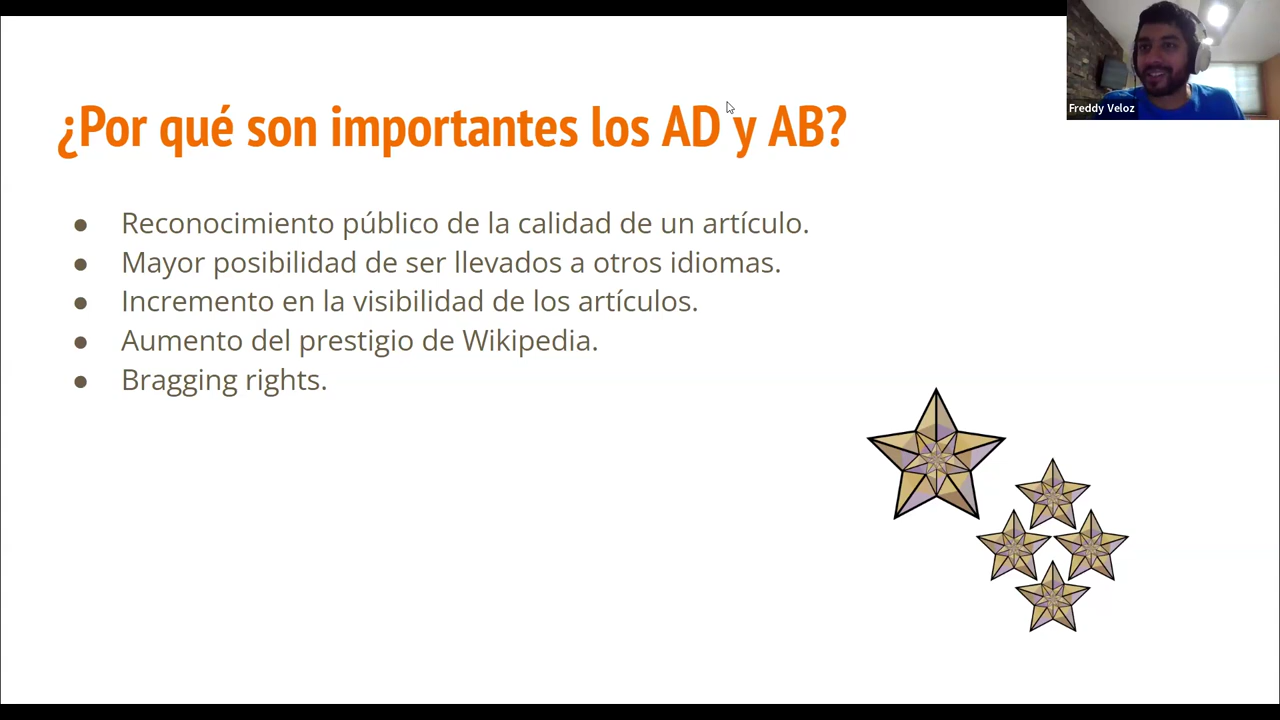 ¿Por qué son importantes los AD y AB?
● Reconocimiento público de la calidad de un artículo.
● Mayor posibilidad de ser llevados a otros idiomas.
● Incremento en la visibilidad de los artículos.
● Aumento del prestigio de Wikipedia.
● Bragging rights.
Freddy Veloz